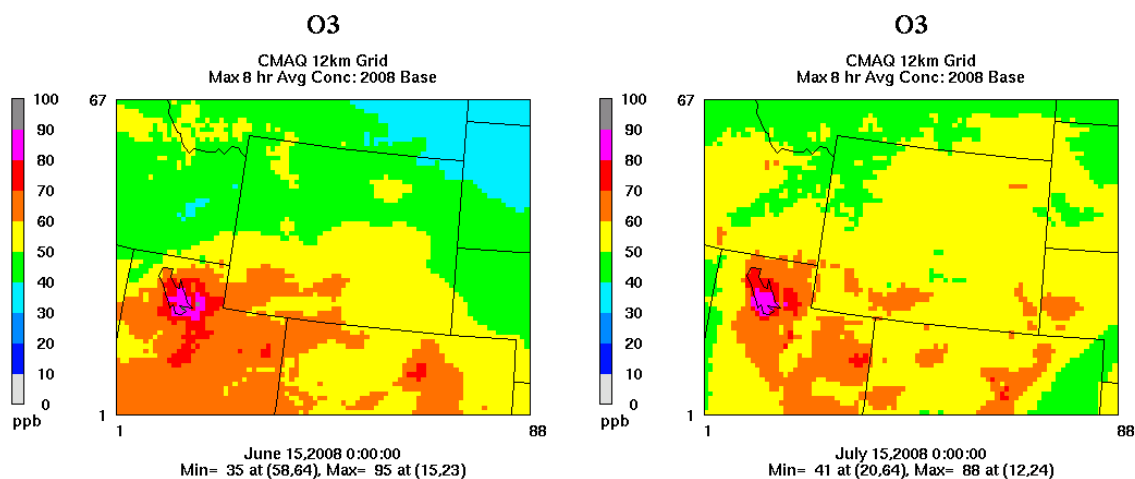 O3
CMAQ 12km Grid
Max 8 hr Avg Conc: 2008 Base
100
90
80
70
60
50
40
30
20
10
0
ppb
67
1
1
88
June 15,2008 0:00:00
Min= 35 at (58,64), Max= 95 at (15,23)
O3
CMAQ 12km Grid
Max 8 hr Avg Conc: 2008 Base
100
90
80
70
60
50
40
30
20
10
0
ppb
67
1
1
88
July 15,2008 0:00:00
Min= 41 at (20,64), Max= 88 at (12,24)